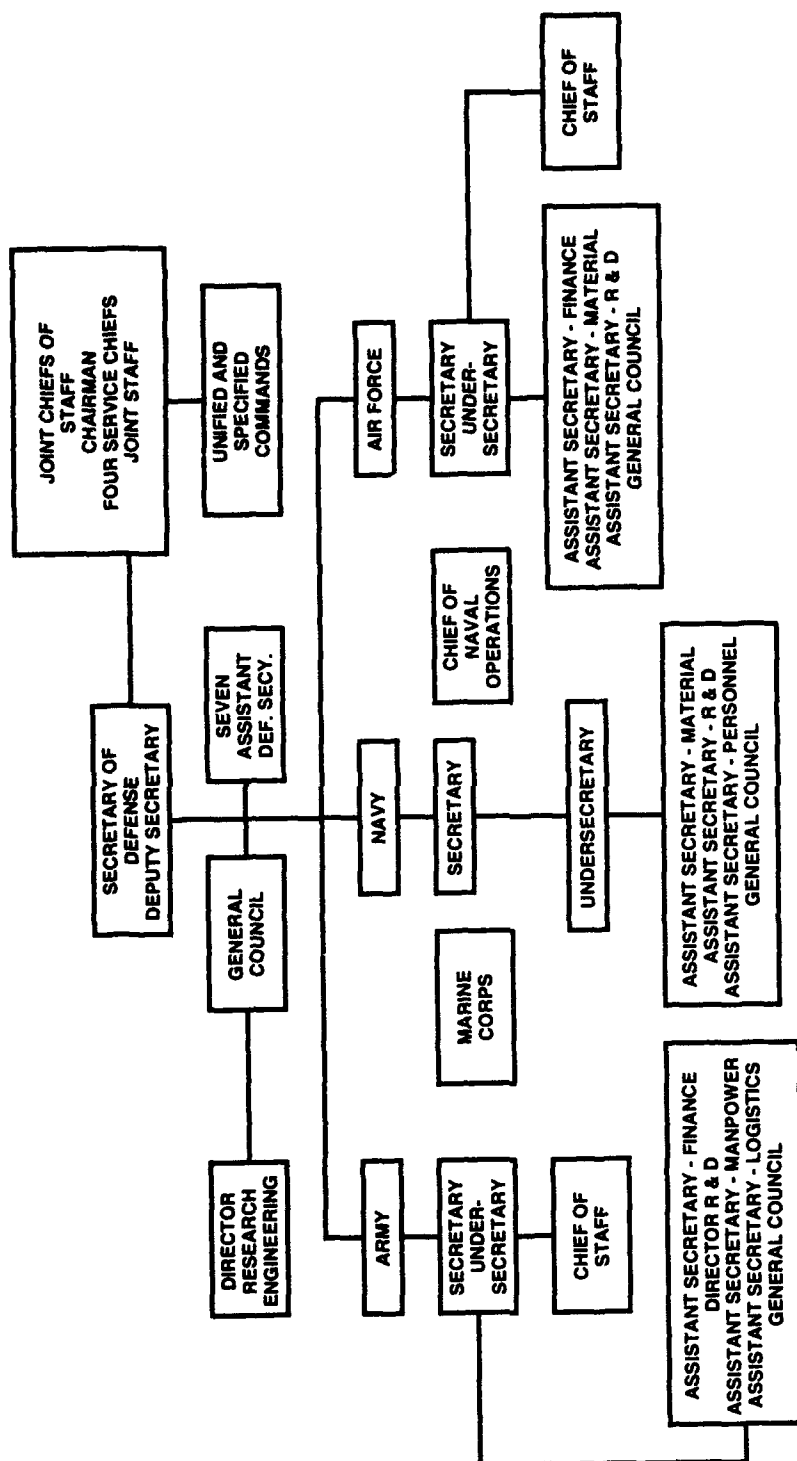 JOINT CHIEFS OF
STAFF
CHAIRMAN
FOUR SERVICE CHIEFS
JOINT STAFF
SECRETARY OF
DEFENSE
DEPUTY SECRETARY
UNIFIED AND
SPECIFIED
COMMANDS
DIRECTOR
RESEARCH
ENGINEERING
GENERAL
COUNCIL
SEVEN
ASSISTANT
DEF. SECY.
ARMY
NAVY
AIR FORCE
SECRETARY
UNDER-
SECRETARY
MARINE
CORPS
SECRETARY
CHIEF OF
NAVAL
OPERATIONS
SECRETARY
UNDER-
SECRETARY
CHIEF OF
STAFF
UNDERSECRETARY
ASSISTANT SECRETARY - FINANCE
ASSISTANT SECRETARY - MATERIAL
ASSISTANT SECRETARY - R & D
GENERAL COUNCIL
CHIEF OF
STAFF
ASSISTANT SECRETARY - FINANCE
DIRECTOR R & D
ASSISTANT SECRETARY - MANPOWER
ASSISTANT SECRETARY - LOGISTICS
GENERAL COUNCIL
ASSISTANT SECRETARY - MATERIAL
ASSISTANT SECRETARY - R & D
ASSISTANT SECRETARY - PERSONNEL
GENERAL COUNCIL